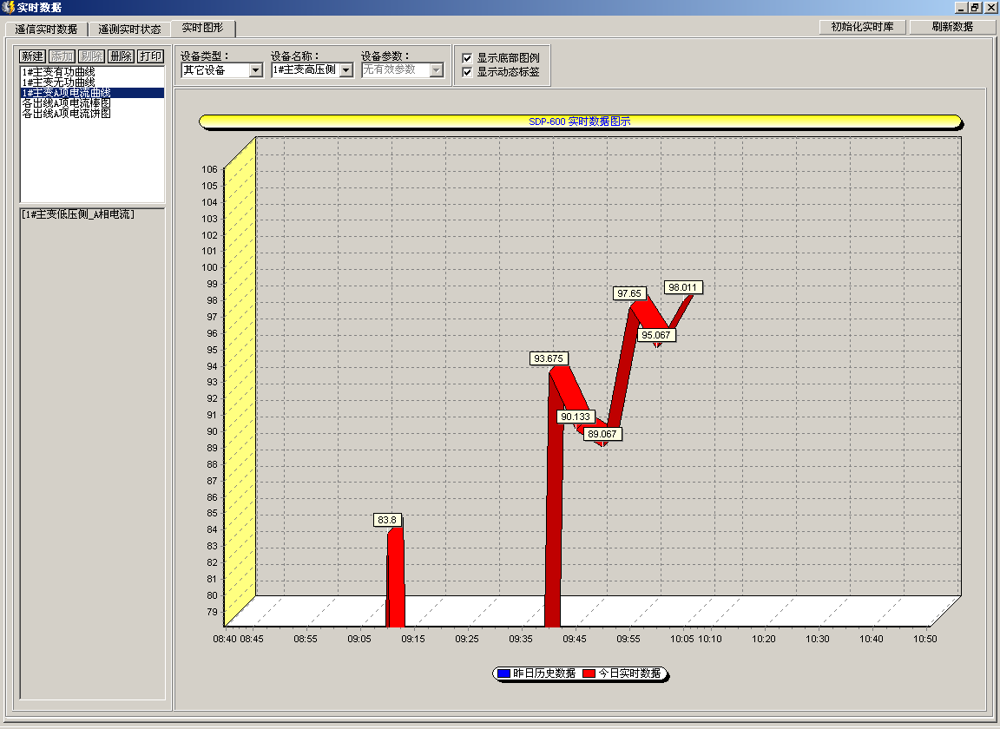 实时数据
遥信实时数据 遥测实时状态 实时图形 初始化实时库 刷新数据
新建 添加 剔除 删除 打印
1#主变有功曲线
1#主变无功曲线
1#主变A项电流曲线
各出线A项电流棒图
各出线A项电流饼图
[1#主变低压侧_A相电流]
设备类型： 设备名称： 设备参数：
其它设备 1#主变高压侧 无有效参数
显示底部图例
显示动态标签
SDP-600 实时数据图示
106
105
104
103
102
101
100
99
98
97
96
95
94
93
92
91
90
89
88
87
86
85
84
83
82
81
80
79
98.011
97.65
95.067
93.675
90.133
89.067
83.8
08:40 08:45 08:55 09:05 09:15 09:25 09:35 09:45 09:55 10:05 10:10 10:20 10:30 10:40 10:50
昨日历史数据 今日实时数据